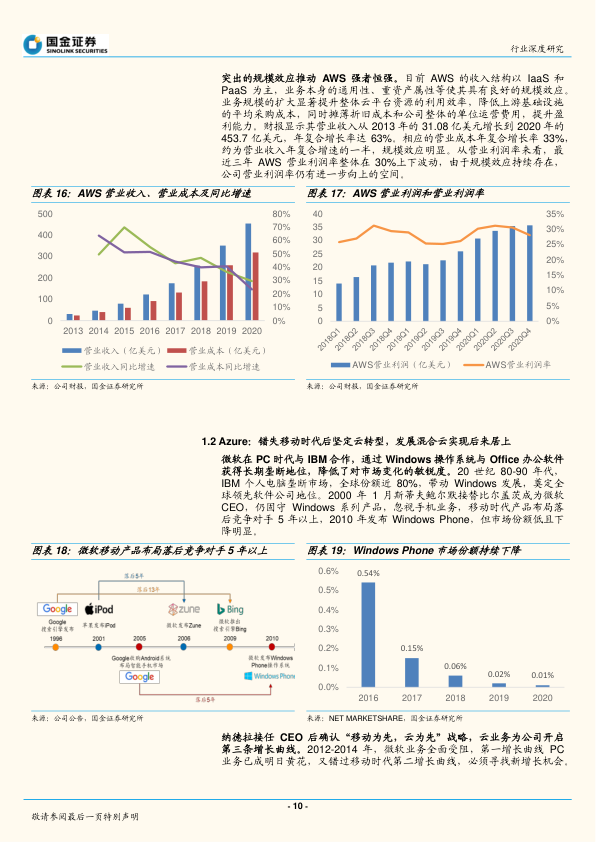 国金证券
SINOLINK SECURITIES
行业深度研究
突出的规模效应推动 AWS 强者恒强。目前 AWS 的收入结构以 IaaS 和
PaaS 为主，业务本身的通用性、重资产属性等使其具有良好的规模效应。
业务规模的扩大显著提升整体云平台资源的利用效率，降低上游基础设施
的平均采购成本，同时摊薄折旧成本和公司整体的单位运营费用，提升盈
利能力。财报显示其营业收入从 2013 年的 31.08 亿美元增长到 2020 年的
453.7 亿美元，年复合增长率达 63%。相应的营业成本年复合增长率 33%，
约为营业收入年复合增速的一半，规模效应明显。从营业利润率来看，最
近三年 AWS 营业利润率整体在 30%上下波动，由于规模效应持续存在，
公司营业利润率仍有进一步向上的空间。
图表 16：AWS 营业收入、营业成本及同比增速
500
400
300
200
100
0
80%
70%
60%
50%
40%
30%
20%
10%
0%
2013 2014 2015 2016 2017 2018 2019 2020
营业收入（亿美元） 营业成本（亿美元）
营业收入同比增速 营业成本同比增速
来源：公司财报，国金证券研究所
图表 17：AWS 营业利润和营业利润率
40
35
30
25
20
15
10
5
0
35%
30%
25%
20%
15%
10%
5%
0%
2018Q1 2018Q2 2018Q3 2018Q4 2019Q1 2019Q2 2019Q3 2019Q4 2020Q1 2020Q2 2020Q3 2020Q4
AWS营业利润（亿美元） AWS营业利润率
来源：公司财报，国金证券研究所
1.2 Azure：错失移动时代后坚定云转型，发展混合云实现后来居上
微软在 PC 时代与 IBM 合作，通过 Windows 操作系统与 Office 办公软件
获得长期垄断地位，降低了对市场变化的敏锐度。20 世纪 80-90 年代，
IBM 个人电脑垄断市场，全球份额近 80%，带动 Windows 发展，奠定全
球领先软件公司地位。2000 年 1 月斯蒂夫鲍尔默接替比尔盖茨成为微软
CEO，仍固守 Windows 系列产品，忽视手机业务，移动时代产品布局落
后竞争对手 5 年以上，2010 年发布 Windows Phone，但市场份额低且下
降明显。
图表 18：微软移动产品布局落后竞争对手 5 年以上
落后5年
落后13年
Google
iPod
zune
Bing
Google
搜索引擎发布
苹果发布iPod
微软发布Zune
微软推出
搜索引擎Bing
1996 2001 2005 2006 2009 2010
Google收购Android系统
布局智能手机市场
微软发布Windows
Phone操作系统
Google
Windows Phone
落后5年
来源：公司公告，国金证券研究所
图表 19：Windows Phone 市场份额持续下降
0.6%
0.5%
0.4%
0.3%
0.2%
0.1%
0.0%
0.54%
0.15%
0.06%
0.02%
0.01%
2016 2017 2018 2019 2020
来源：NET MARKETSHARE，国金证券研究所
纳德拉接任 CEO 后确认“移动为先，云为先”战略，云业务为公司开启
第三条增长曲线。2012-2014 年，微软业务全面受阻，第一增长曲线 PC
业务已成明日黄花，又错过移动时代第二增长曲线，必须寻找新增长机会。
- 10 -
敬请参阅最后一页特别声明